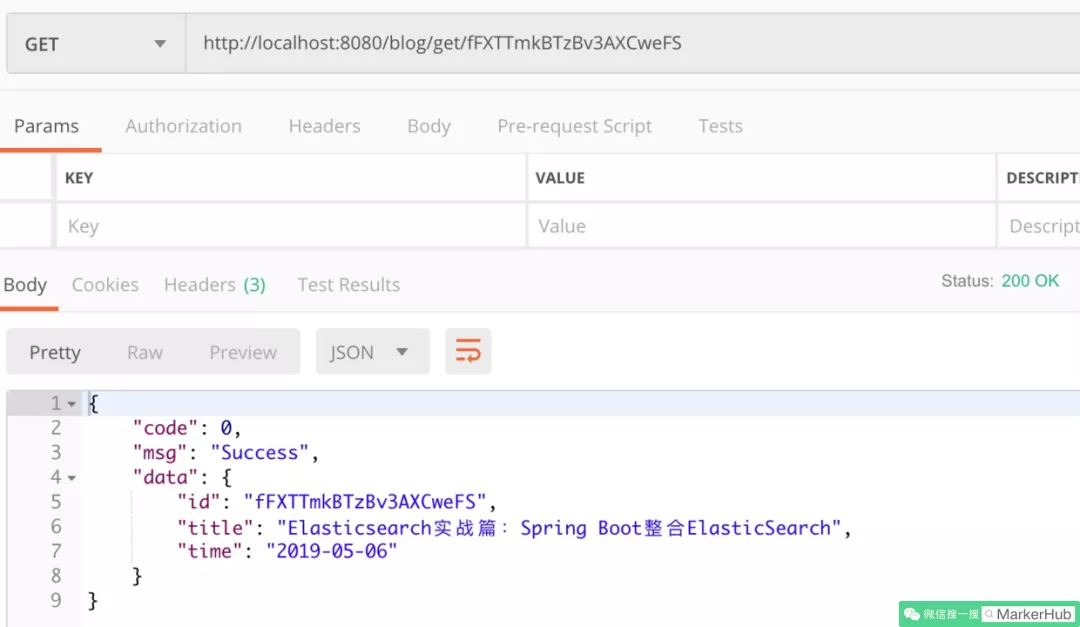 GET http://localhost:8080/blog/get/fFXTTmkBTzBv3AXCweFS
Params Authorization Headers Body Pre-request Script Tests
KEY VALUE DESCRIPTI
Key Value Descript
Body Cookies Headers (3) Test Results Status: 200 OK
Pretty Raw Preview JSON
1 {
2 "code": 0,
3 "msg": "Success",
4 "data": {
5 "id": "fFXTTmkBTzBv3AXCweFS",
6 "title": "Elasticsearch实战篇：Spring Boot整合ElasticSearch",
7 "time": "2019-05-06"
8 }
9 }
微信搜一搜 MarkerHub